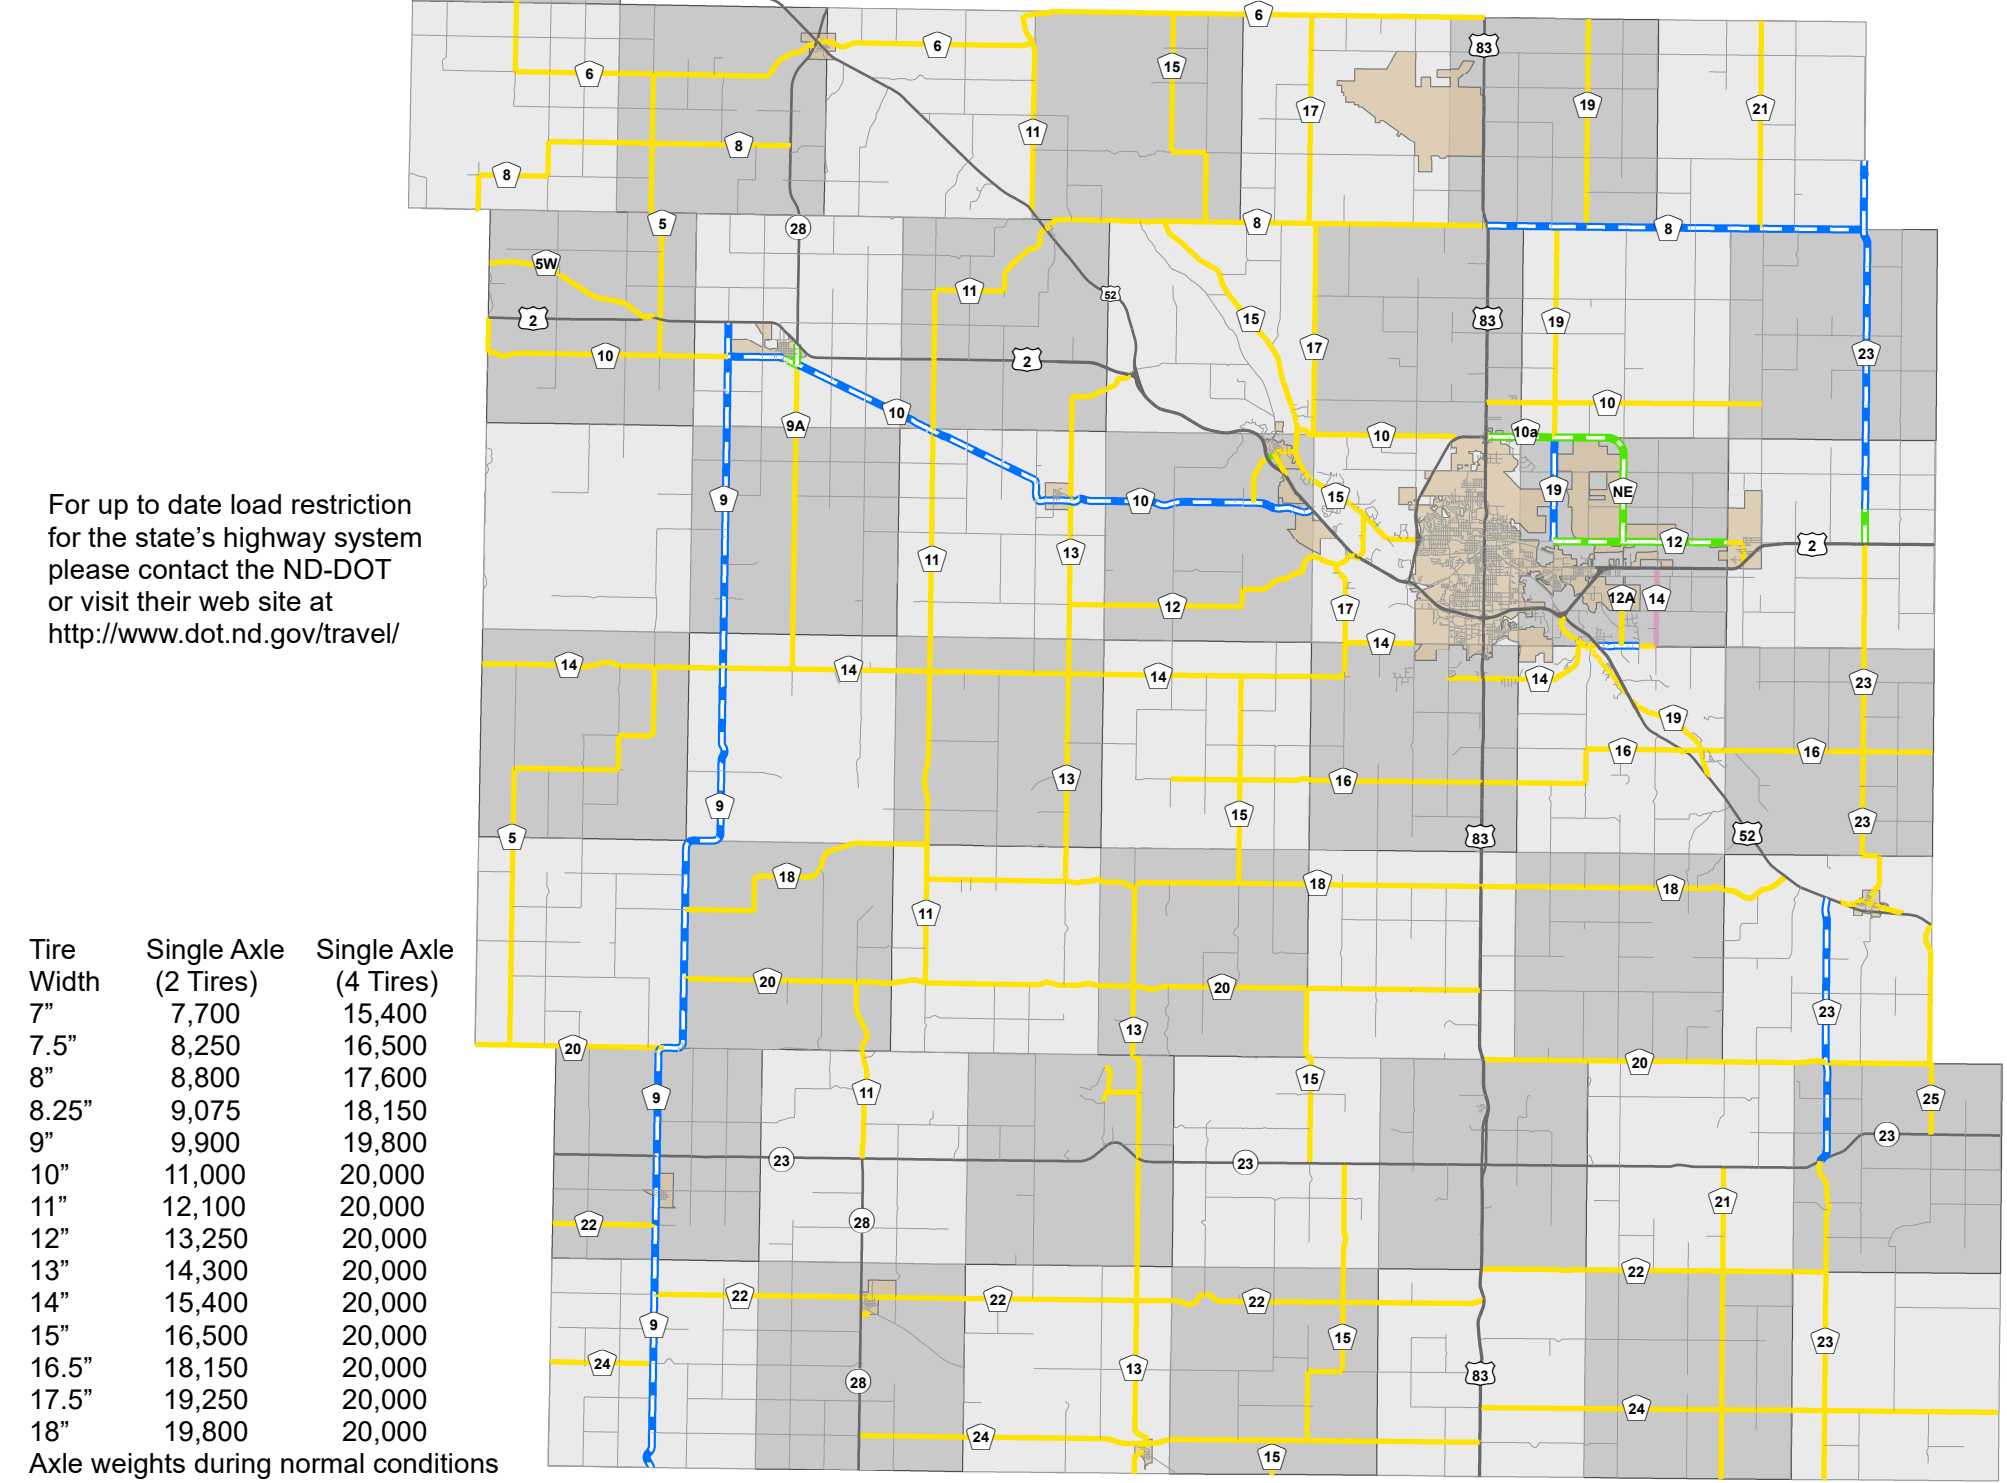 For up to date load restriction
for the state’s highway system
please contact the ND-DOT
or visit their web site at
http://www.dot.nd.gov/travel/
Tire Single Axle Single Axle
Width (2 Tires) (4 Tires)
7” 7,700 15,400
7.5” 8,250 16,500
8” 8,800 17,600
8.25” 9,075 18,150
9” 9,900 19,800
10” 11,000 20,000
11” 12,100 20,000
12” 13,250 20,000
13” 14,300 20,000
14” 15,400 20,000
15” 16,500 20,000
16.5” 18,150 20,000
17.5” 19,250 20,000
18” 19,800 20,000
Axle weights during normal conditions
6
6 6 83
6 15
19 21
17
11
8
8
5 28 8 8
5W
11 52
2 15 83 19
10 2 17 23
10
9A 10 10
10a
9 10 15 19 NE
12 2
11 13
12 17 12A 14
14 14 14 14
14 23
19
16 16
13 16
9 15
5 83 52 23
18 18 18
11
20 20
23
13
20 20
15
9 11 25
23
23 23
21
22 28
22
22 22 22
9 15 23
24 13 83
28
24
24
15